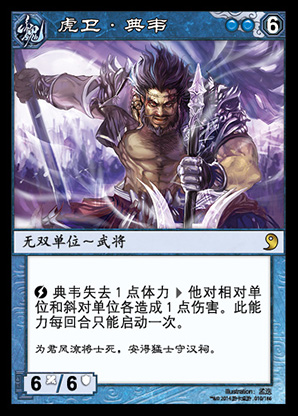 虎卫·典韦
6
无双单位~武将
典韦失去1点体力▶他对相对单
位和斜对单位各造成1点伤害。此能
力每回合只能启动一次。
为君风流将士死，安得猛士守汉祠。
6/6